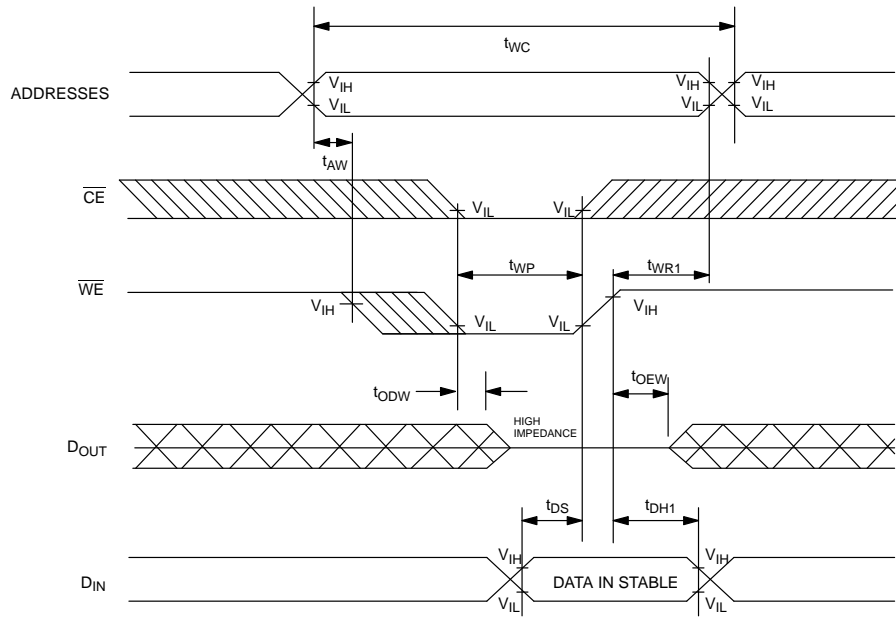 tWC
ADDRESSES
VIH
VIL
VIH
VIL
VIH
VIL
tAW
CE
VIL
VIL
tWP
tWR1
WE
VIH
VIL
VIL
VIH
tODW
tOEW
HIGH
IMPEDANCE
DOUT
tDS
tDH1
VIH
VIH
DIN
DATA IN STABLE
VIL
VIL